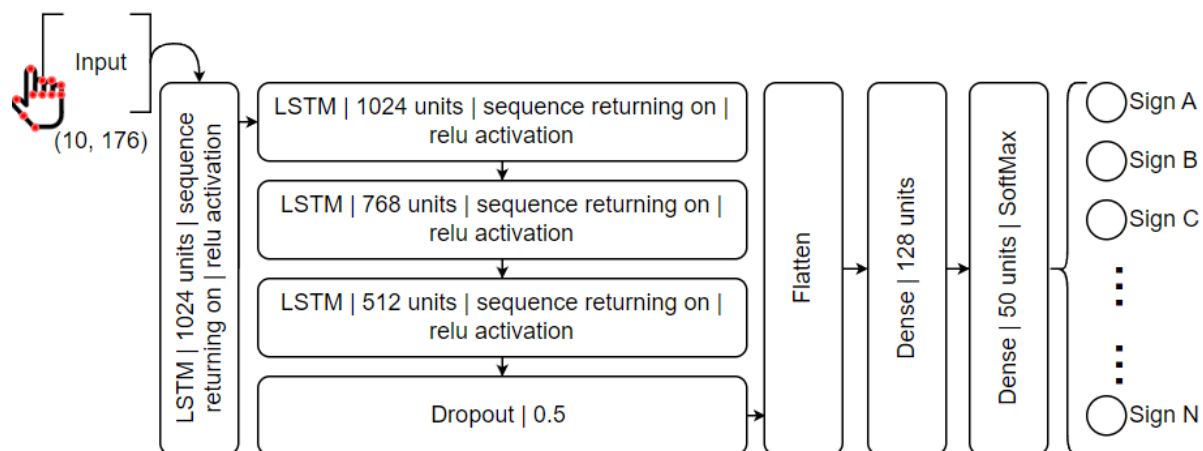 Input
(10, 176)
LSTM | 1024 units | sequence
returning on | relu activation
LSTM | 1024 units | sequence returning on |
relu activation
LSTM | 768 units | sequence returning on |
relu activation
LSTM | 512 units | sequence returning on |
relu activation
Dropout | 0.5
Flatten
Dense | 128 units
Dense | 50 units | SoftMax
Sign A
Sign B
Sign C
Sign N